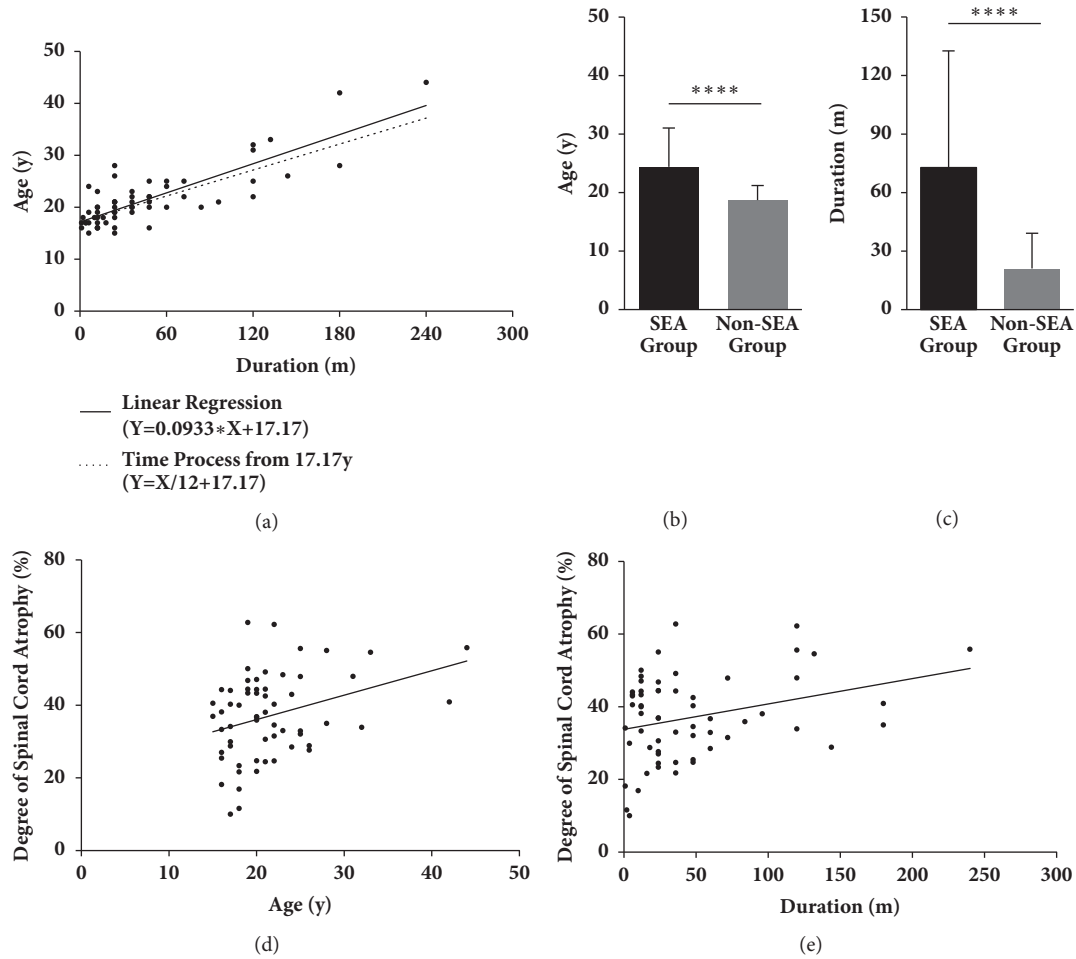 50
40
30
20
10
0
Age (y)
0
60
120
180
240
300
Duration (m)
Linear Regression
(Y=0.0933∗X+17.17)
Time Process from 17.17y
(Y=X/12+17.17)
(a)
50
40
30
20
10
0
Age (y)
∗∗∗∗
SEA
Group
Non-SEA
Group
(b)
150
120
90
60
30
0
Duration (m)
∗∗∗∗
SEA
Group
Non-SEA
Group
(c)
80
60
40
20
0
Degree of Spinal Cord Atrophy (%)
0
10
20
30
40
50
Age (y)
(d)
80
60
40
20
0
Degree of Spinal Cord Atrophy (%)
0
50
100
150
200
250
300
Duration (m)
(e)